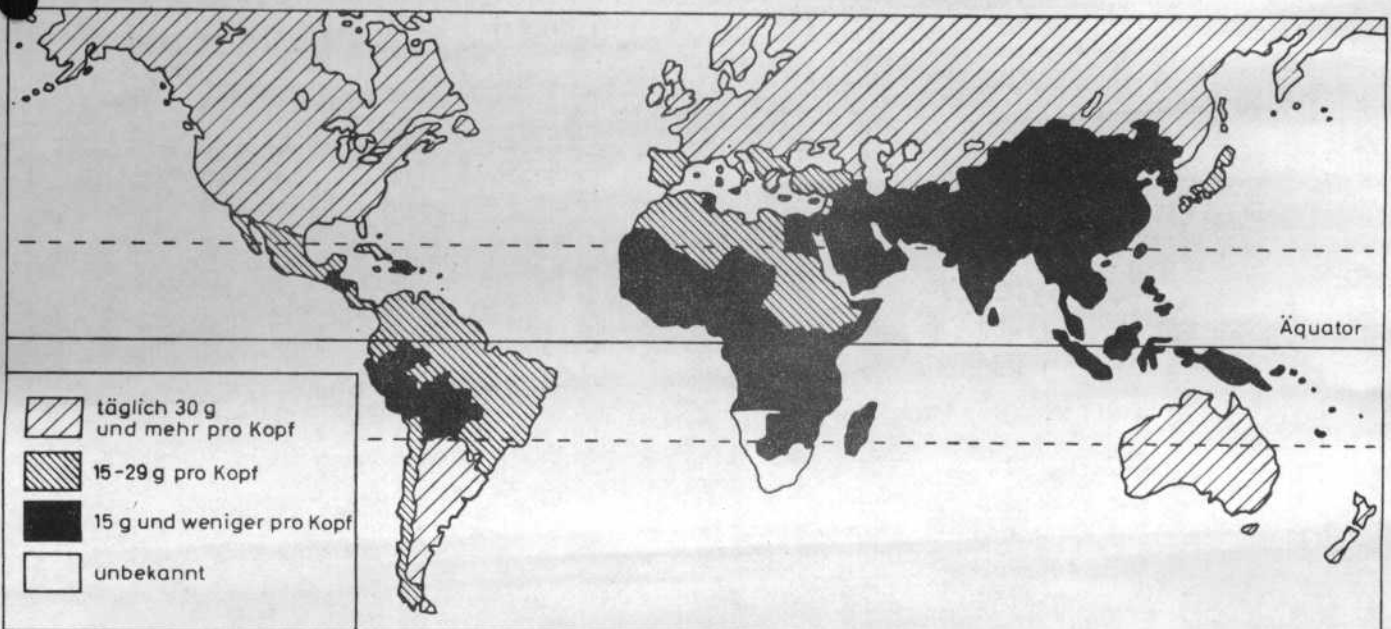 Äquator
täglich 30 g
und mehr pro Kopf
15-29 g pro Kopf
15 g und weniger pro Kopf
unbekannt